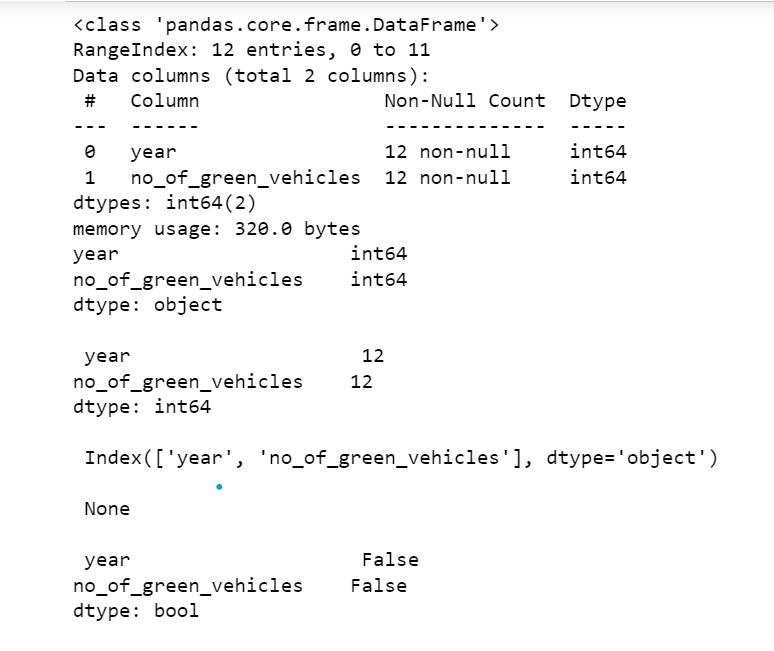 <class 'pandas.core.frame.DataFrame'>
RangeIndex: 12 entries, 0 to 11
Data columns (total 2 columns):
 #   Column                Non-Null Count  Dtype
---  ------                --------------  -----
 0   year                  12 non-null     int64
 1   no_of_green_vehicles  12 non-null     int64
dtypes: int64(2)
memory usage: 320.0 bytes
year                    int64
no_of_green_vehicles    int64
dtype: object
 year                    12
no_of_green_vehicles    12
dtype: int64
 Index(['year', 'no_of_green_vehicles'], dtype='object')
 None
 year                    False
no_of_green_vehicles    False
dtype: bool